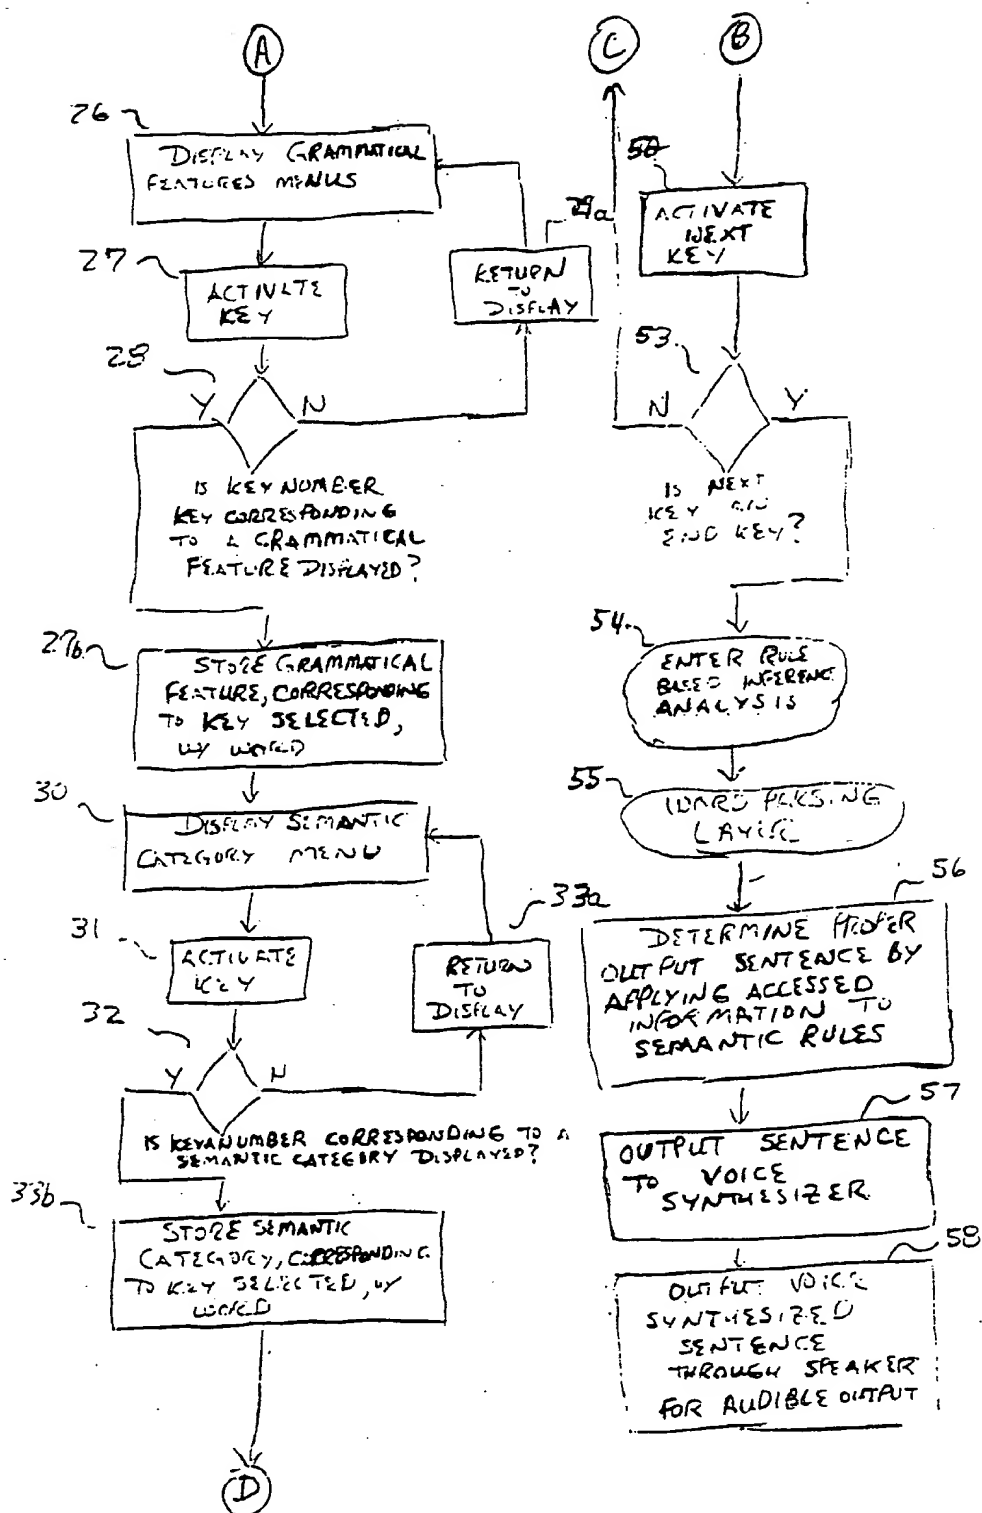 A
26
DISPLAY GRAMMATICAL
FEATURES MENUS
27
ACTIVATE
KEY
29a
RETURN
TO
DISPLAY
28
Y
N
IS KEY NUMBER
KEY CORRESPONDING
TO A GRAMMATICAL
FEATURE DISPLAYED?
29b
STORE GRAMMATICAL
FEATURE, CORRESPONDING
TO KEY SELECTED,
W/ WORD
30
DISPLAY SEMANTIC
CATEGORY MENU
31
ACTIVATE
KEY
33a
RETURN
TO
DISPLAY
32
Y
N
IS KEY A NUMBER CORRESPONDING TO A
SEMANTIC CATEGORY DISPLAYED?
33b
STORE SEMANTIC
CATEGORY, CORRESPONDING
TO KEY SELECTED, W/
WORD
D
C
B
50
ACTIVATE
NEXT
KEY
53
N
Y
IS NEXT
KEY AN
END KEY?
54
ENTER RULE
BASED INFERENCE
ANALYSIS
55
WORD PARSING
LAYER
56
DETERMINE PROPER
OUTPUT SENTENCE BY
APPLYING ACCESSED
INFORMATION TO
SEMANTIC RULES
57
OUTPUT SENTENCE
TO VOICE
SYNTHESIZER
58
OUTPUT VOICE
SYNTHESIZED
SENTENCE
THROUGH SPEAKER
FOR AUDIBLE OUTPUT